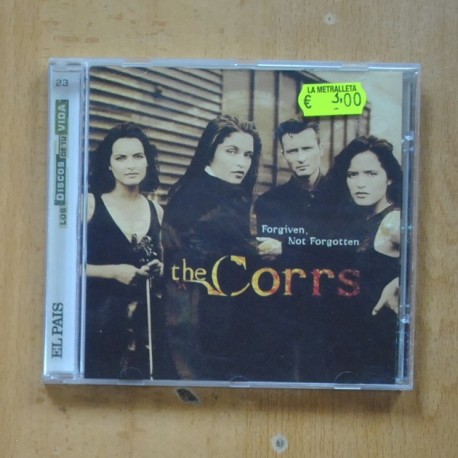 23
LOS DISCOS DE TU VIDA
EL PAIS
LA METRALLETA
€ 3,00
Forgiven,
Not Forgotten
the Corrs